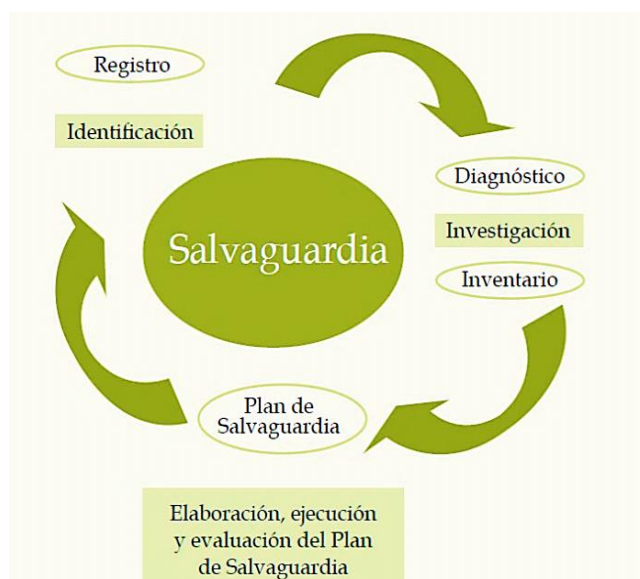 Registro
Identificación
Diagnóstico
Investigación
Inventario
Salvaguardia
Plan de
Salvaguardia
Elaboración, ejecución
y evaluación del Plan
de Salvaguardia